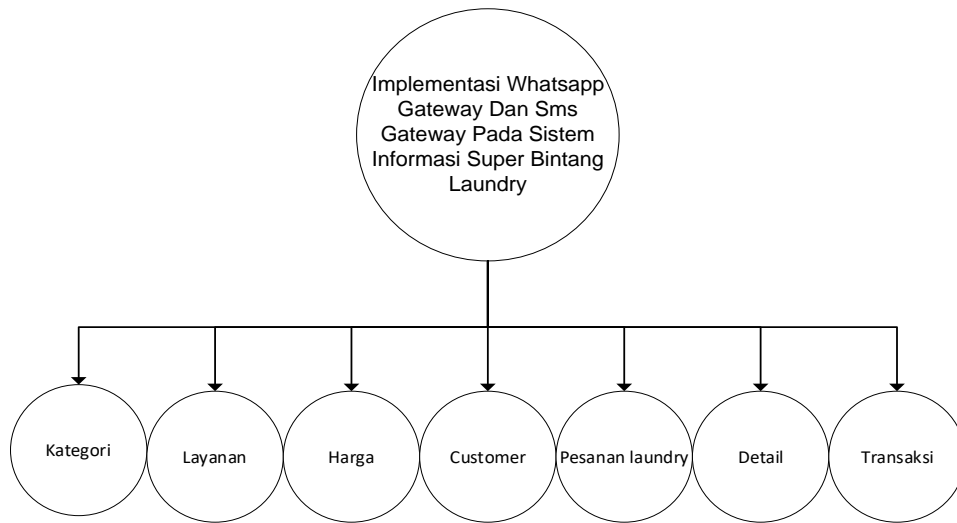 Implementasi Whatsapp
Gateway Dan Sms
Gateway Pada Sistem
Informasi Super Bintang
Laundry
Kategori
Layanan
Harga
Customer
Pesanan laundry
Detail
Transaksi